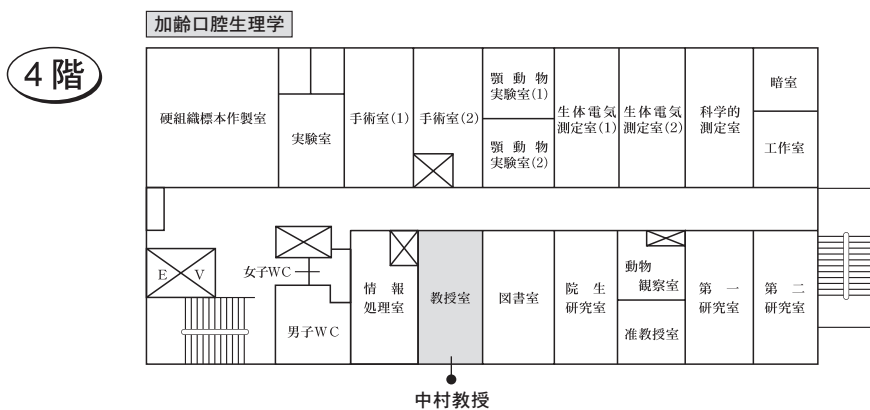 加齢口腔生理学
4階
硬組織標本作製室
実験室
手術室(1)
手術室(2)
顎動物
実験室(1)
顎動物
実験室(2)
生体電気
測定室(1)
生体電気
測定室(2)
科学的
測定室
暗室
工作室
EV
女子WC
男子WC
情報
処理室
教授室
図書室
院生
研究室
動物
観察室
准教授室
第一
研究室
第二
研究室
中村教授